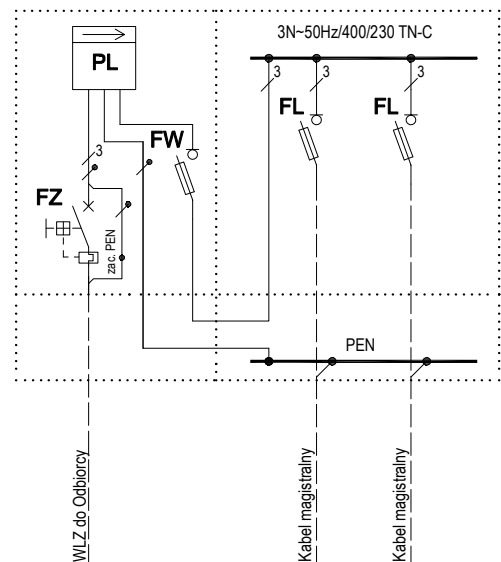 3N~50Hz/400/230 TN-C
PL
3
3
3
FL
FL
FW
3
FZ
zac. PEN
PEN
WLZ do Odbiorcy
Kabel magistralny
Kabel magistralny